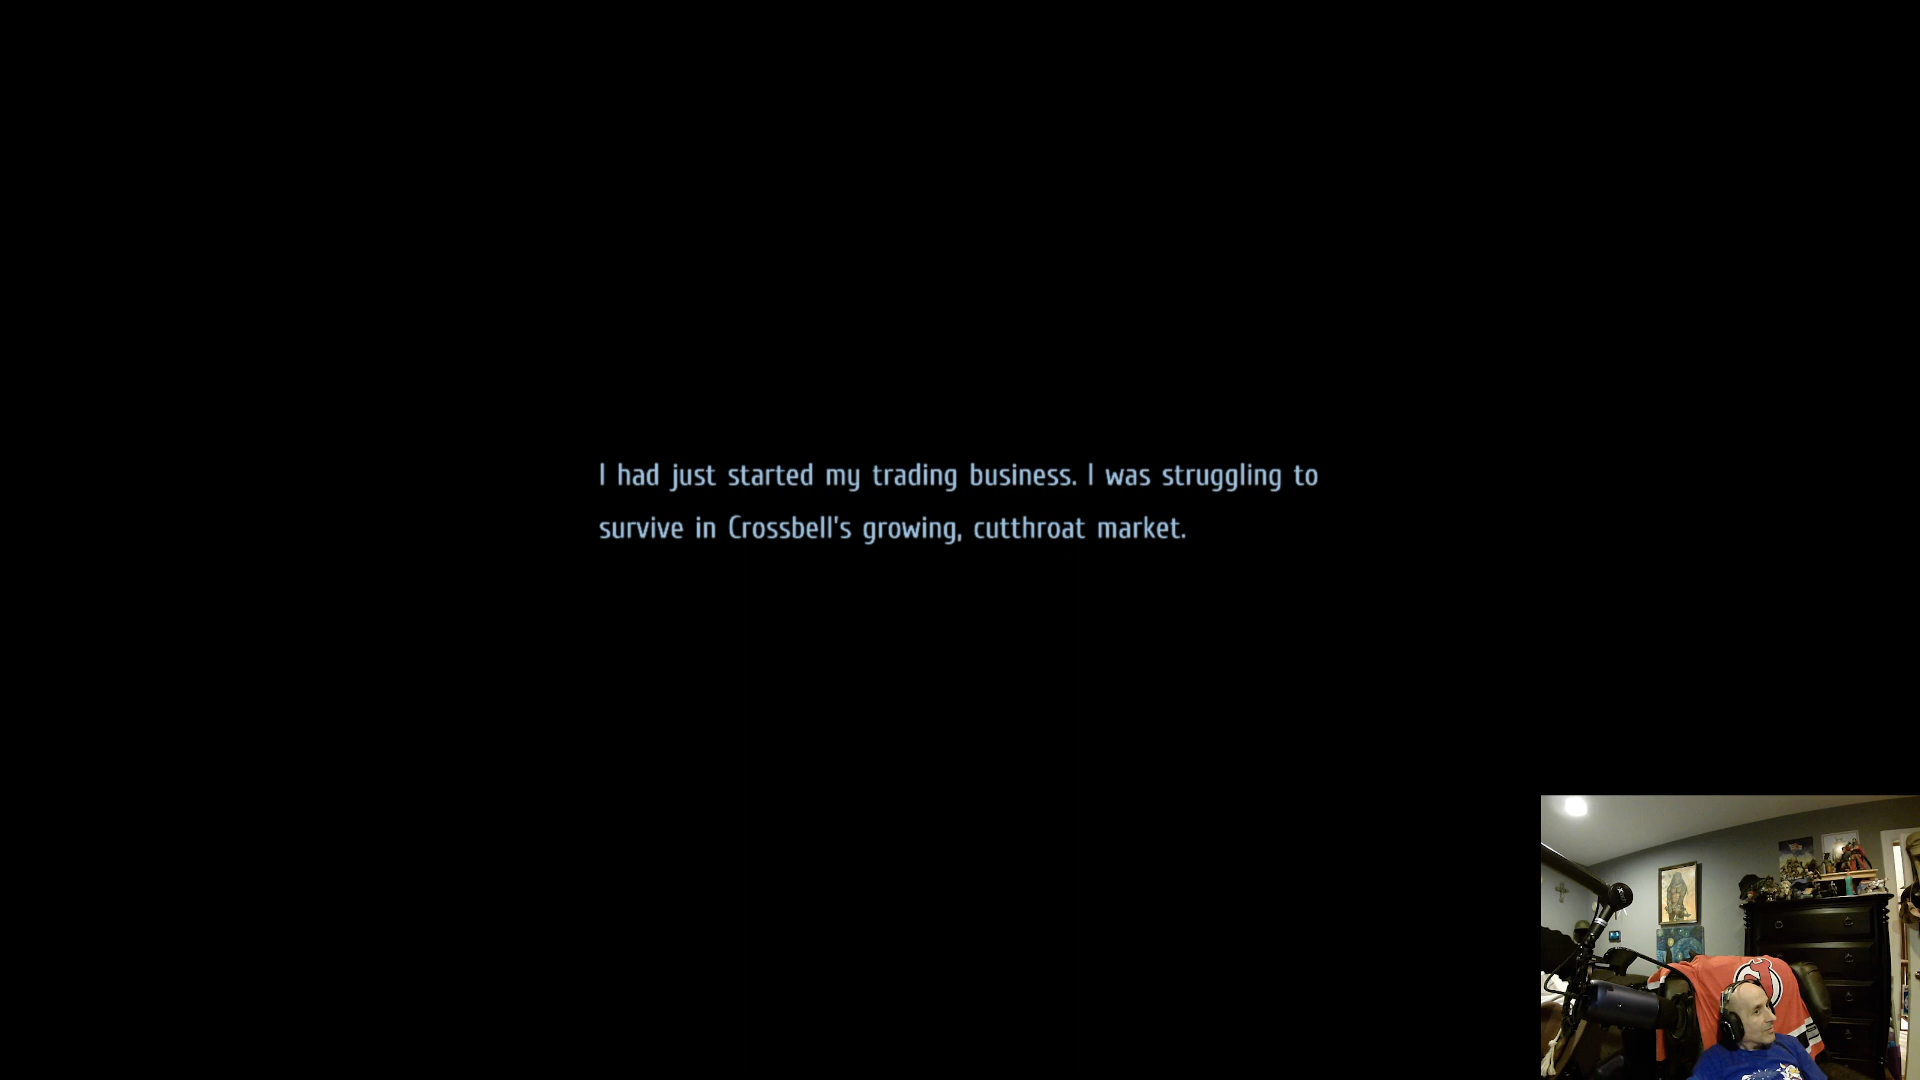 I had just started my trading business. I was struggling to
survive in Crossbell's growing, cutthroat market.